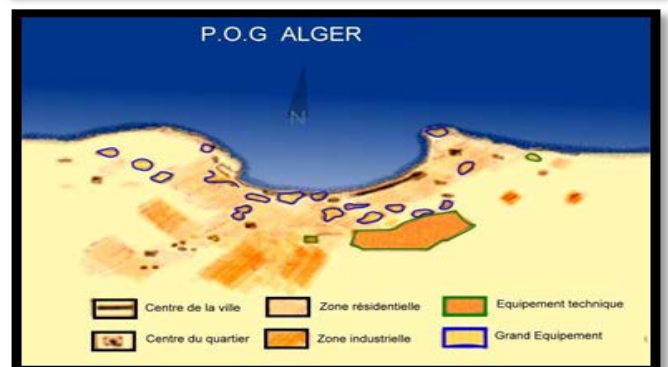 P.O.G ALGER
N
Centre de la ville
Zone résidentielle
Equipement technique
Centre du quartier
Zone industrielle
Grand Equipement